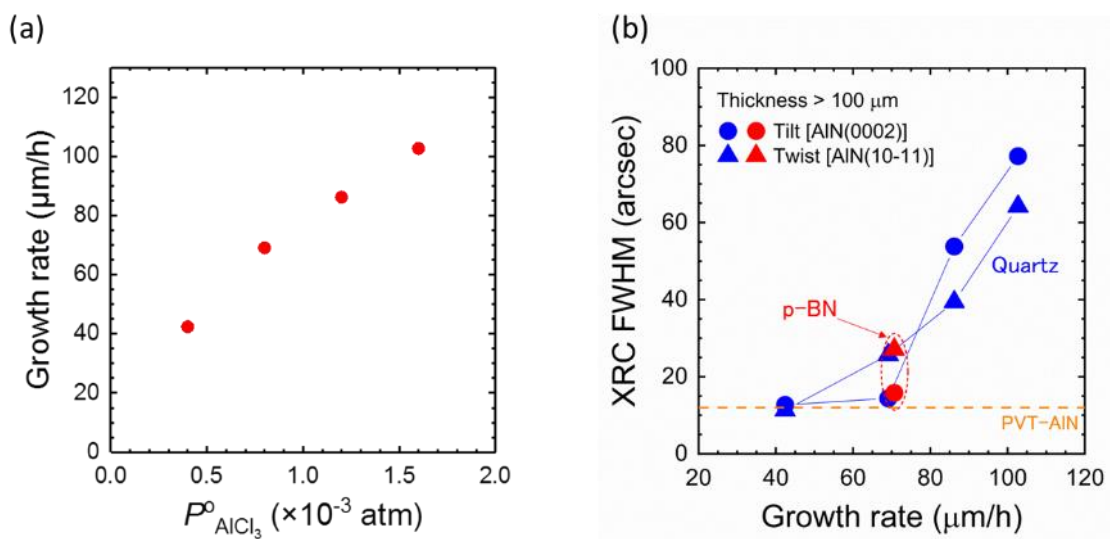 (a)
120
100
80
60
40
20
0
0.0 0.5 1.0 1.5 2.0
Growth rate (μm/h)
P°AlCl₃ (×10⁻³ atm)
(b)
100
80
60
40
20
0
20 40 60 80 100 120
XRC FWHM (arcsec)
Growth rate (μm/h)
Thickness > 100 μm
Tilt [AlN(0002)]
Twist [AlN(10-11)]
Quartz
p-BN
PVT-AlN